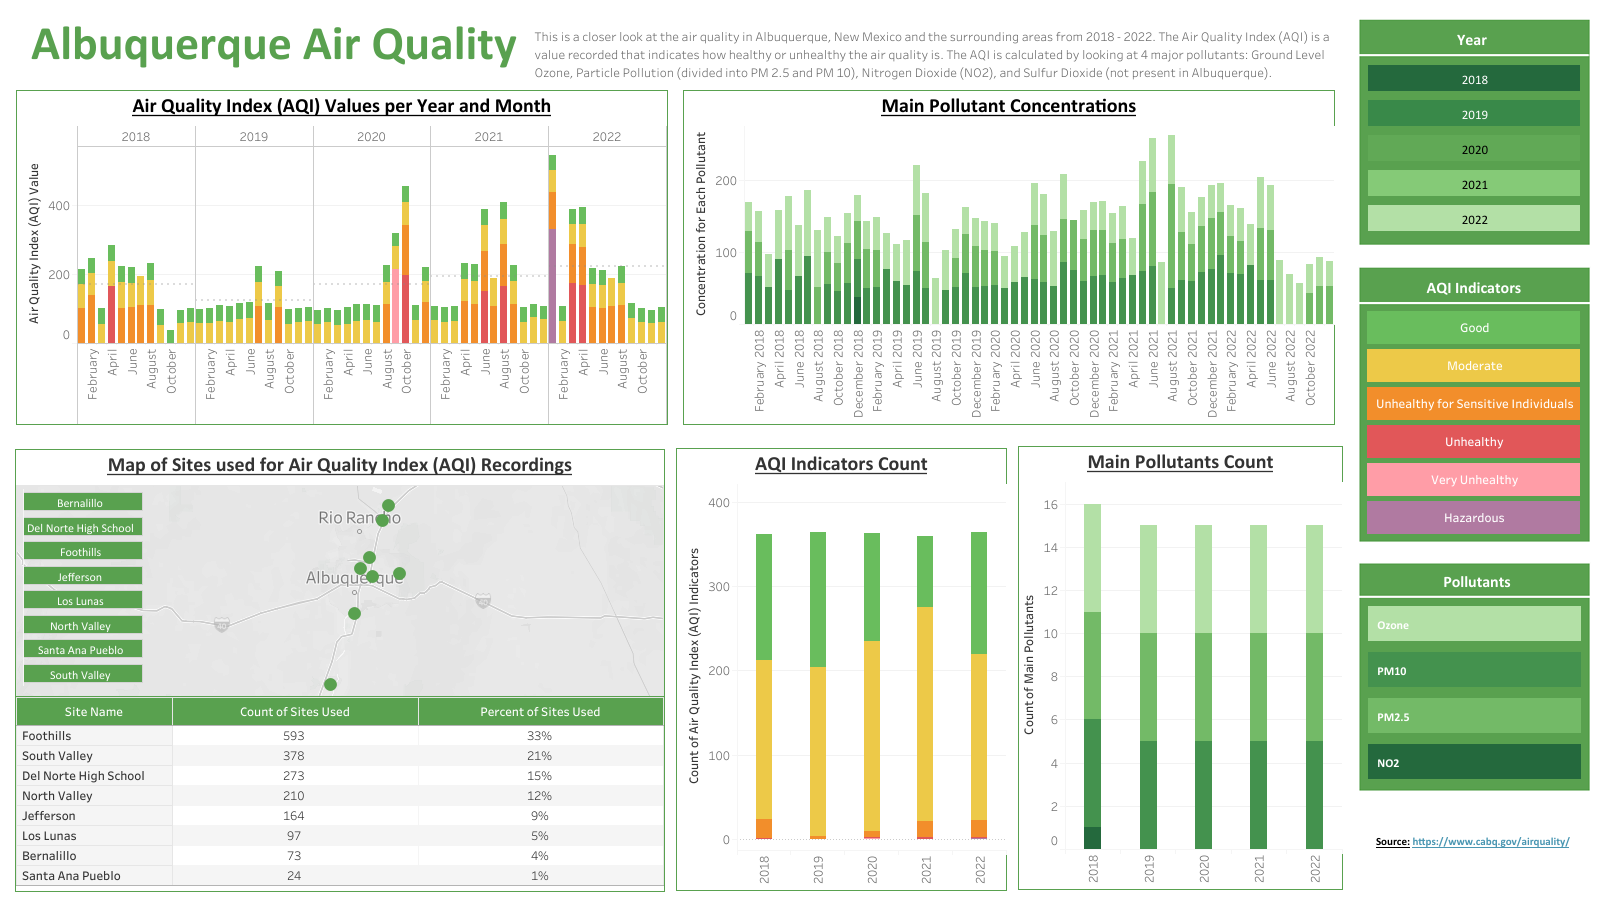 Albuquerque Air Quality
This is a closer look at the air quality in Albuquerque, New Mexico and the surrounding areas from 2018 - 2022. The Air Quality Index (AQI) is a
value recorded that indicates how healthy or unhealthy the air quality is. The AQI is calculated by looking at 4 major pollutants: Ground Level
Ozone, Particle Pollution (divided into PM 2.5 and PM 10), Nitrogen Dioxide (NO2), and Sulfur Dioxide (not present in Albuquerque).
Air Quality Index (AQI) Values per Year and Month
2018 2019 2020 2021 2022
Air Quality Index (AQI) Value
400
200
0
February April June August October February April June August October February April June August October February April June August October February April June August October
Main Pollutant Concentrations
Concentration for Each Pollutant
200
100
0
February 2018 April 2018 June 2018 August 2018 October 2018 December 2018 February 2019 April 2019 June 2019 August 2019 October 2019 December 2019 February 2020 April 2020 June 2020 August 2020 October 2020 December 2020 February 2021 April 2021 June 2021 August 2021 October 2021 December 2021 February 2022 April 2022 June 2022 August 2022 October 2022
Year
2018
2019
2020
2021
2022
AQI Indicators
Good
Moderate
Unhealthy for Sensitive Individuals
Unhealthy
Very Unhealthy
Hazardous
Pollutants
Ozone
PM10
PM2.5
NO2
Source: https://www.cabq.gov/airquality/
Map of Sites used for Air Quality Index (AQI) Recordings
Bernalillo
Del Norte High School
Foothills
Jefferson
Los Lunas
North Valley
Santa Ana Pueblo
South Valley
Rio Rancho
Albuquerque
40
40
Site Name Count of Sites Used Percent of Sites Used
Foothills 593 33%
South Valley 378 21%
Del Norte High School 273 15%
North Valley 210 12%
Jefferson 164 9%
Los Lunas 97 5%
Bernalillo 73 4%
Santa Ana Pueblo 24 1%
AQI Indicators Count
Count of Air Quality Index (AQI) Indicators
400
300
200
100
0
2018 2019 2020 2021 2022
Main Pollutants Count
Count of Main Pollutants
16
14
12
10
8
6
4
2
0
2018 2019 2020 2021 2022